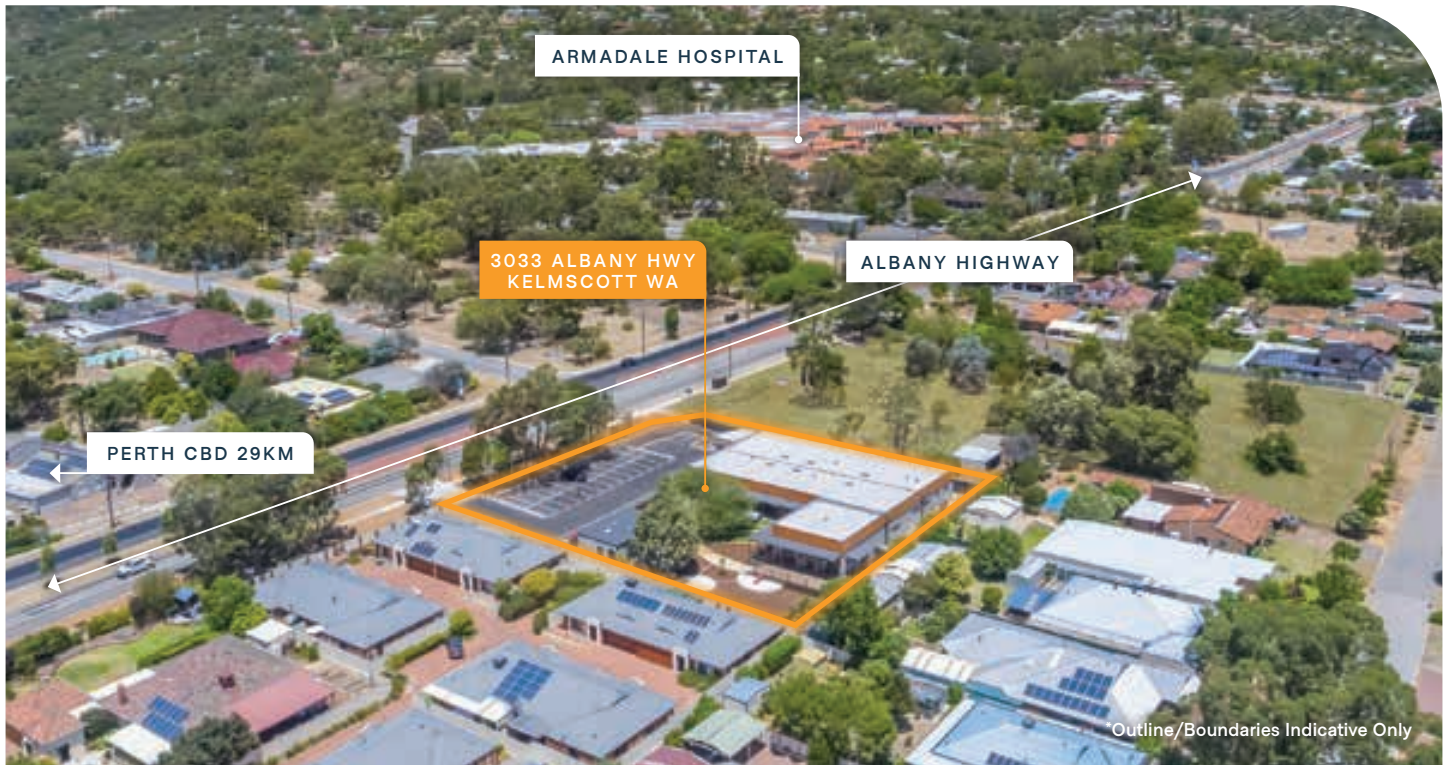 ARMADALE HOSPITAL
3033 ALBANY HWY
KELMSCOTT WA
ALBANY HIGHWAY
PERTH CBD 29KM
*Outline/Boundaries Indicative Only